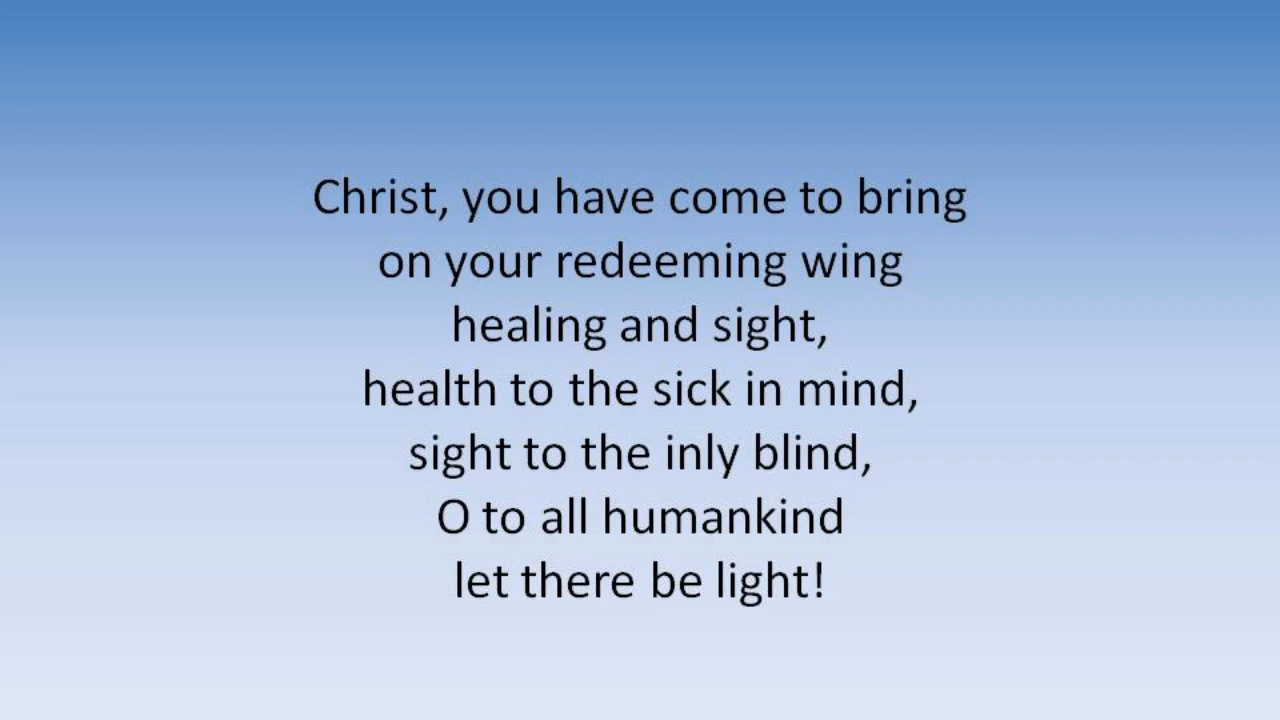 Christ, you have come to bring
on your redeeming wing
healing and sight,
health to the sick in mind,
sight to the inly blind,
O to all humankind
let there be light!